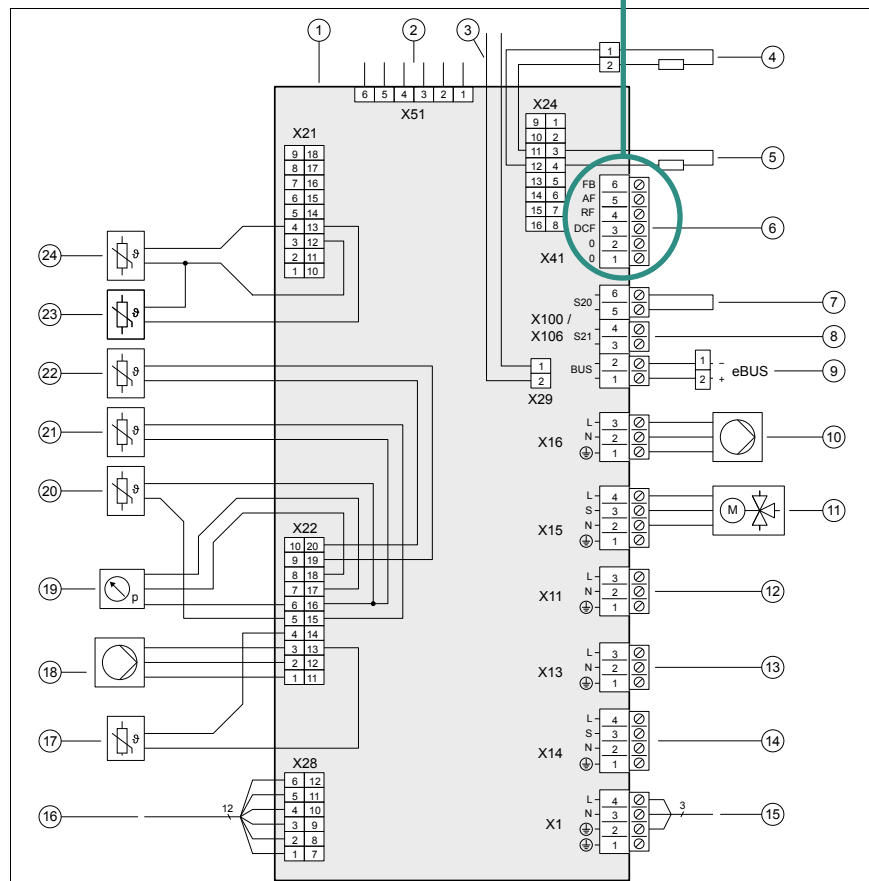 1 2 3 4
1
2
6 5 4 3 2 1
X51
X21
9 18
8 17
7 16
6 15
5 14
4 13
3 12
2 11
1 10
X24
9 1
10 2
11 3
12 4
13 5
14 6
15 7
16 8
5
FB 6
AF 5
RF 4
DCF 3
0 2
0 1
X41
6
24
ϑ
23
ϑ
22
ϑ
21
ϑ
20
ϑ
S20 6
5
7
X100 /
X106
S21 4
3
8
BUS 2
1
1 –
2 +
eBUS
9
1
2
X29
X16
L 3
N 2
1
10
X15
L 4
S 3
N 2
1
M
11
X22
10 20
9 19
8 18
7 17
6 16
5 15
4 14
3 13
2 12
1 11
19
p
18
17
ϑ
X11
L 3
N 2
1
12
X13
L 3
N 2
1
13
X14
L 4
S 3
N 2
1
14
X28
6 12
5 11
4 10
3 9
2 8
1 7
16
12
X1
L 4
N 3
2
1
3
15